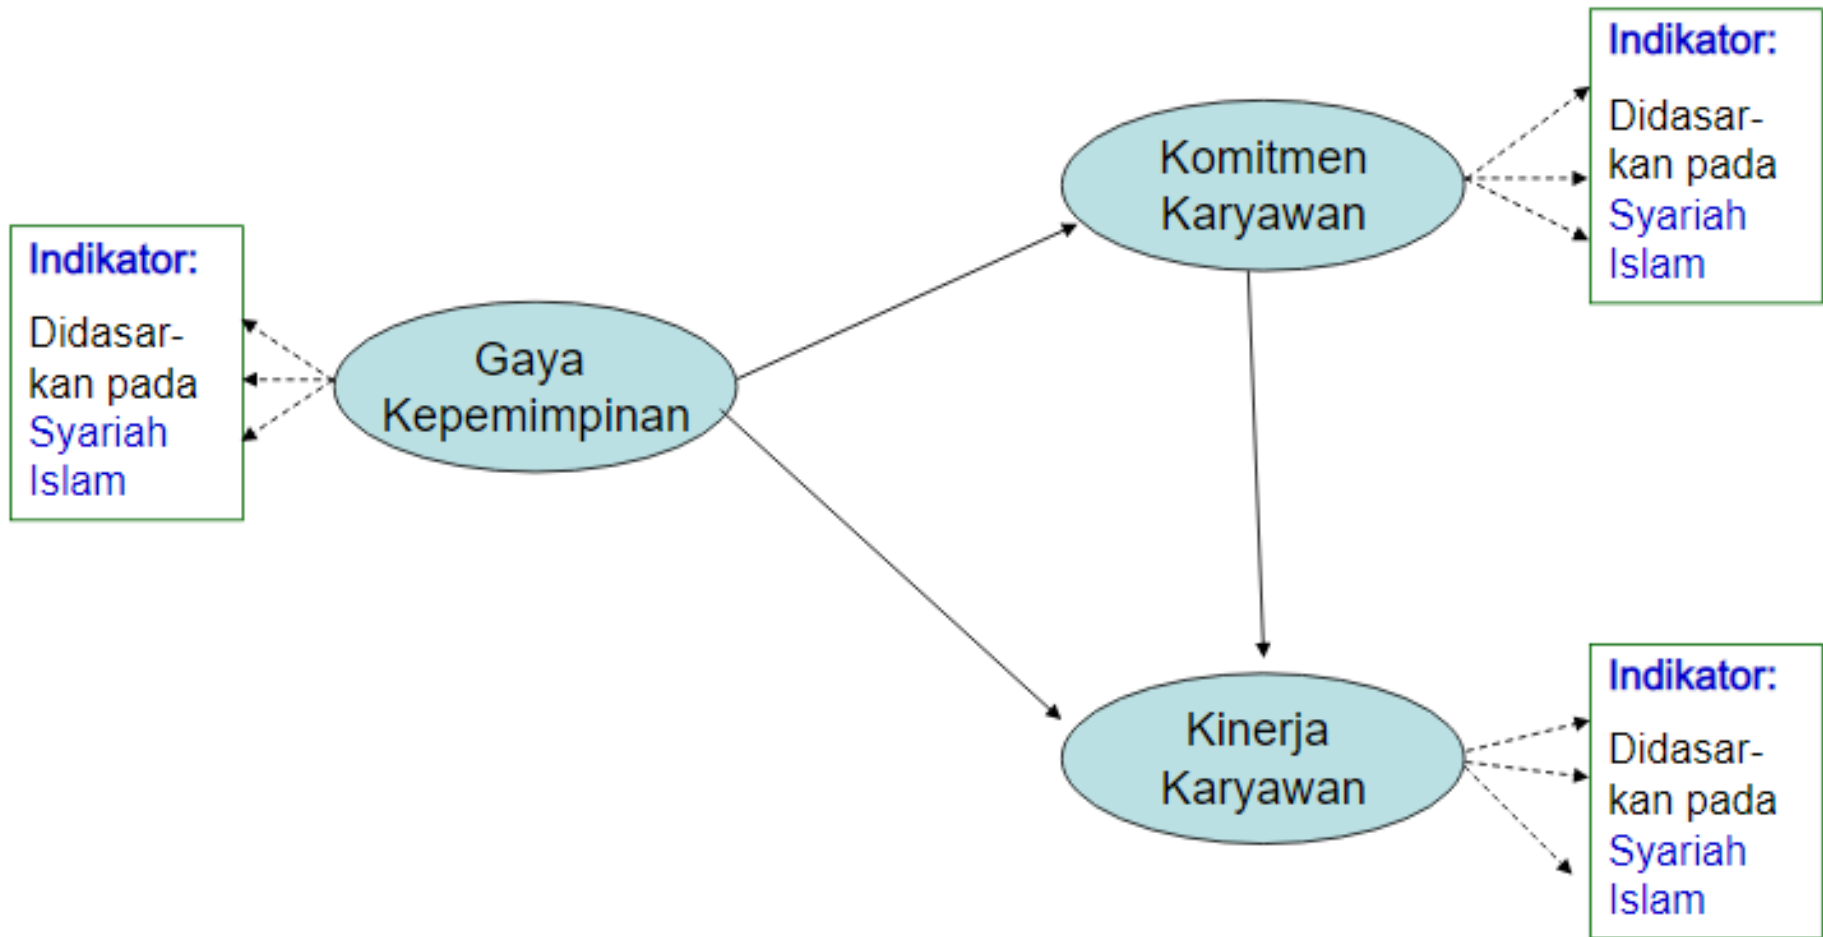 Indikator:
Didasar-
kan pada
Syariah
Islam
Gaya
Kepemimpinan
Komitmen
Karyawan
Indikator:
Didasar-
kan pada
Syariah
Islam
Kinerja
Karyawan
Indikator:
Didasar-
kan pada
Syariah
Islam